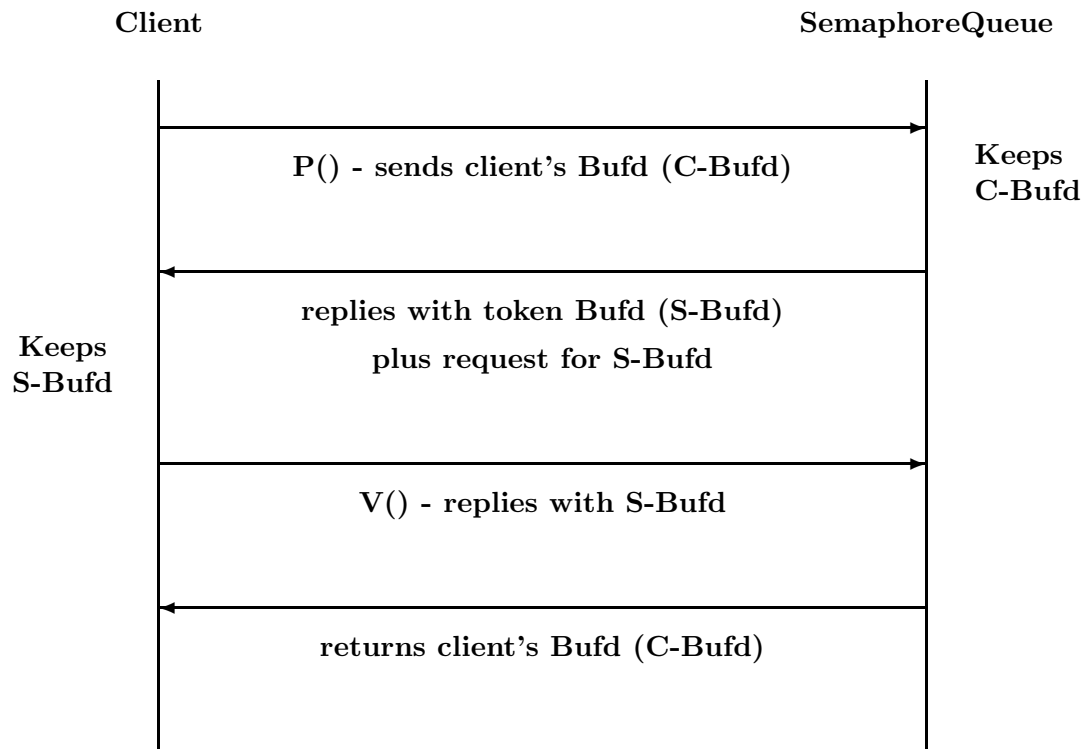 Client
SemaphoreQueue
P() - sends client's Bufd (C-Bufd)
Keeps
C-Bufd
replies with token Bufd (S-Bufd)
plus request for S-Bufd
Keeps
S-Bufd
V() - replies with S-Bufd
returns client's Bufd (C-Bufd)